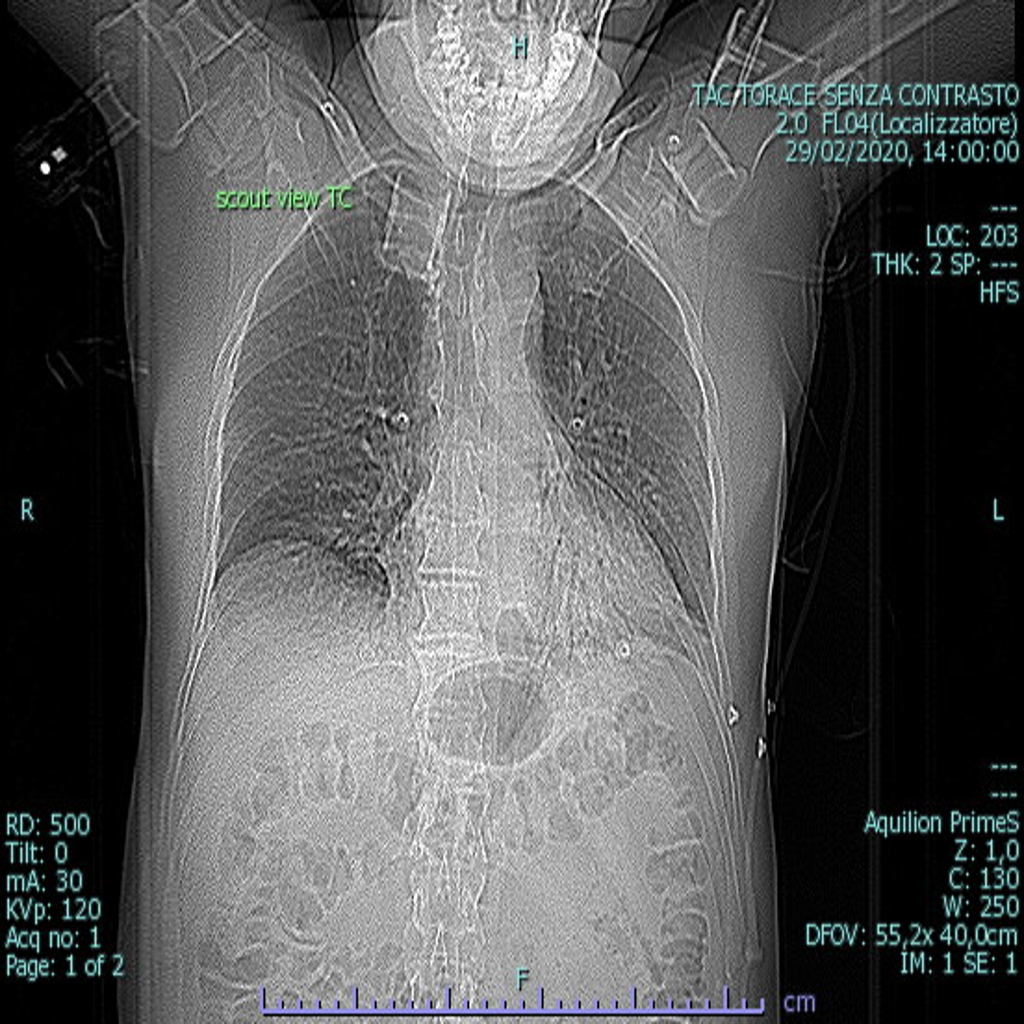 H
TAC TORACE SENZA CONTRASTO
2.0 FL04(Localizzatore)
29/02/2020, 14:00:00
scout view TC
---
LOC: 203
THK: 2 SP: ---
HFS
R
L
---
---
RD: 500
Tilt: 0
mA: 30
KVp: 120
Acq no: 1
Page: 1 of 2
Aquilion PrimeS
Z: 1,0
C: 130
W: 250
DFOV: 55,2x 40,0cm
IM: 1 SE: 1
F
cm